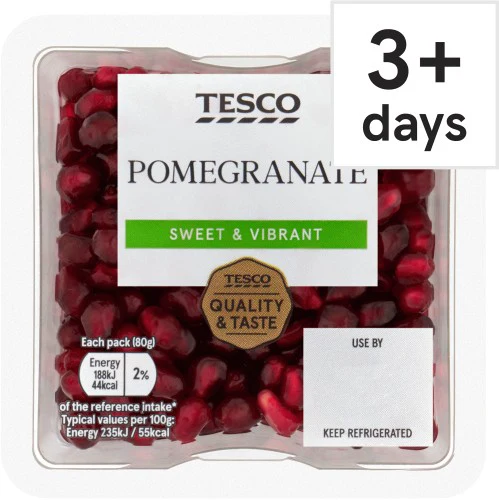 3+
days
TESCO
POMEGRANATE
SWEET & VIBRANT
TESCO
QUALITY
& TASTE
Each pack (80g)
Energy
188kJ
44kcal
2%
of the reference intake*
Typical values per 100g:
Energy 235kJ / 55kcal
USE BY
KEEP REFRIGERATED